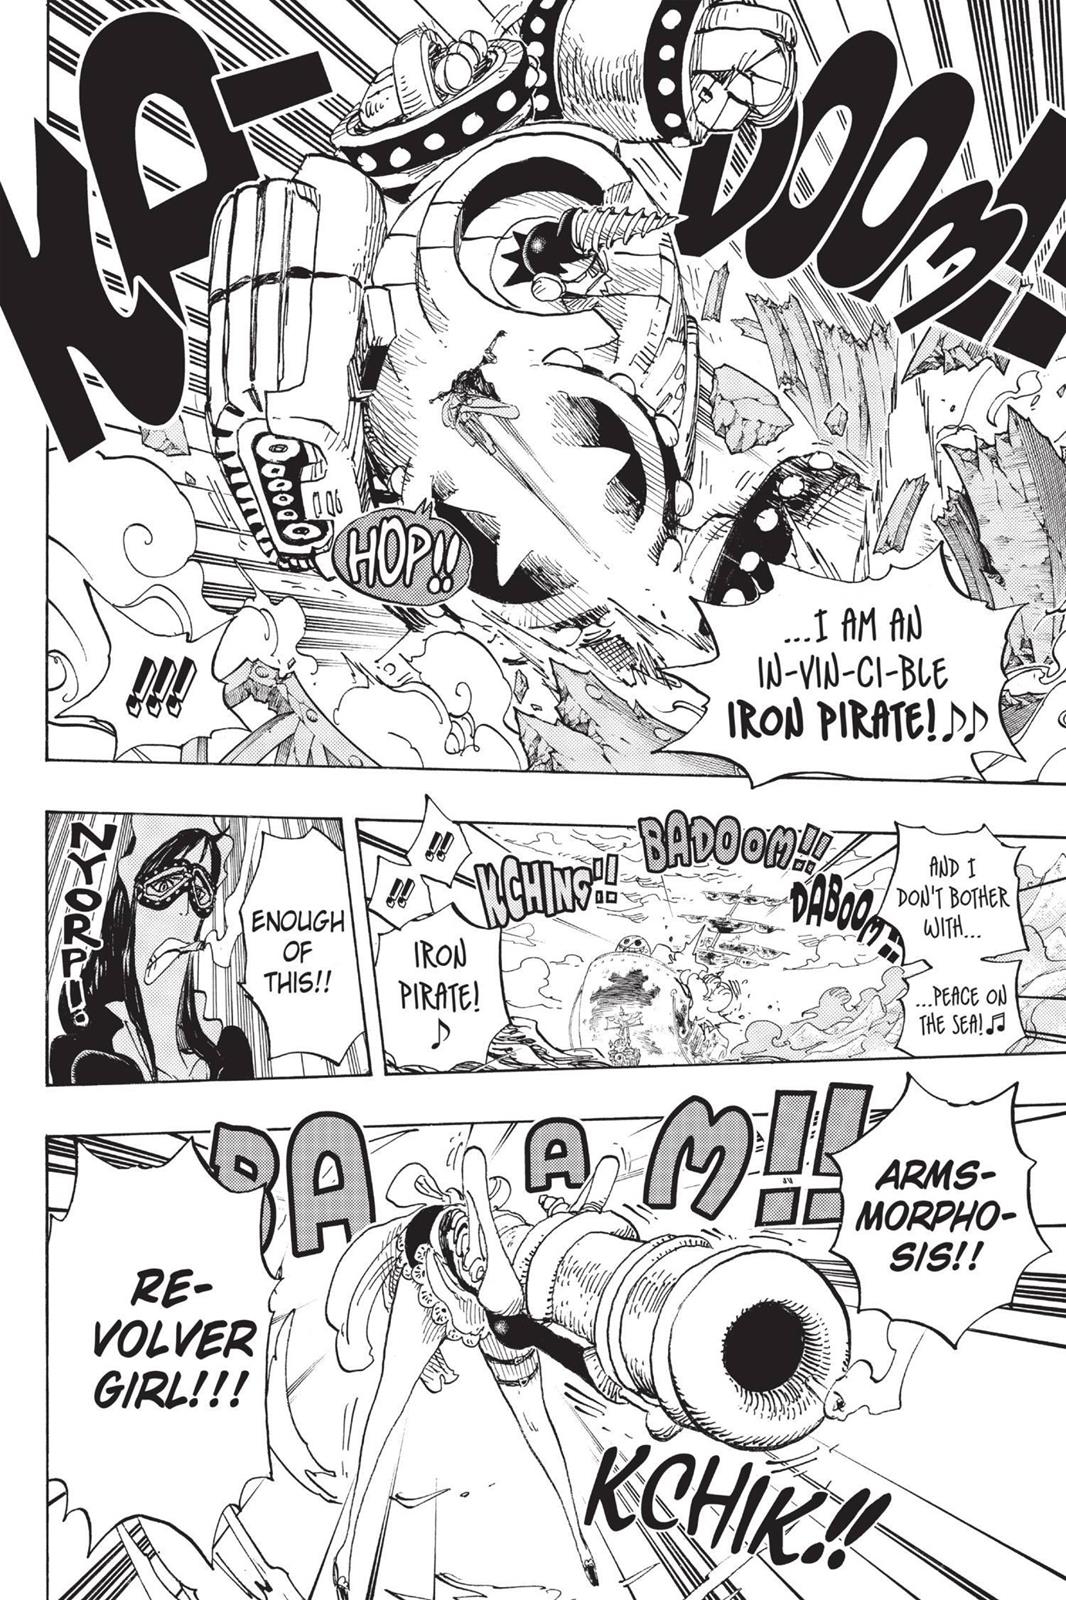 KA-
DOOM!!
HOP!!
!!!
...I AM AN
IN-VIN-CI-BLE
IRON PIRATE!♪♪
AND I
DON'T BOTHER
WITH...
...PEACE ON
THE SEA!♫
DABOOM!!
BADOOM!!
KCHING!!
!!
!!
IRON
PIRATE!
♪
ENOUGH
OF
THIS!!
NYORP!
ARMS-
MORPHO-
SIS!!
BAAAM!!
RE-
VOLVER
GIRL!!!
KCHIK!!